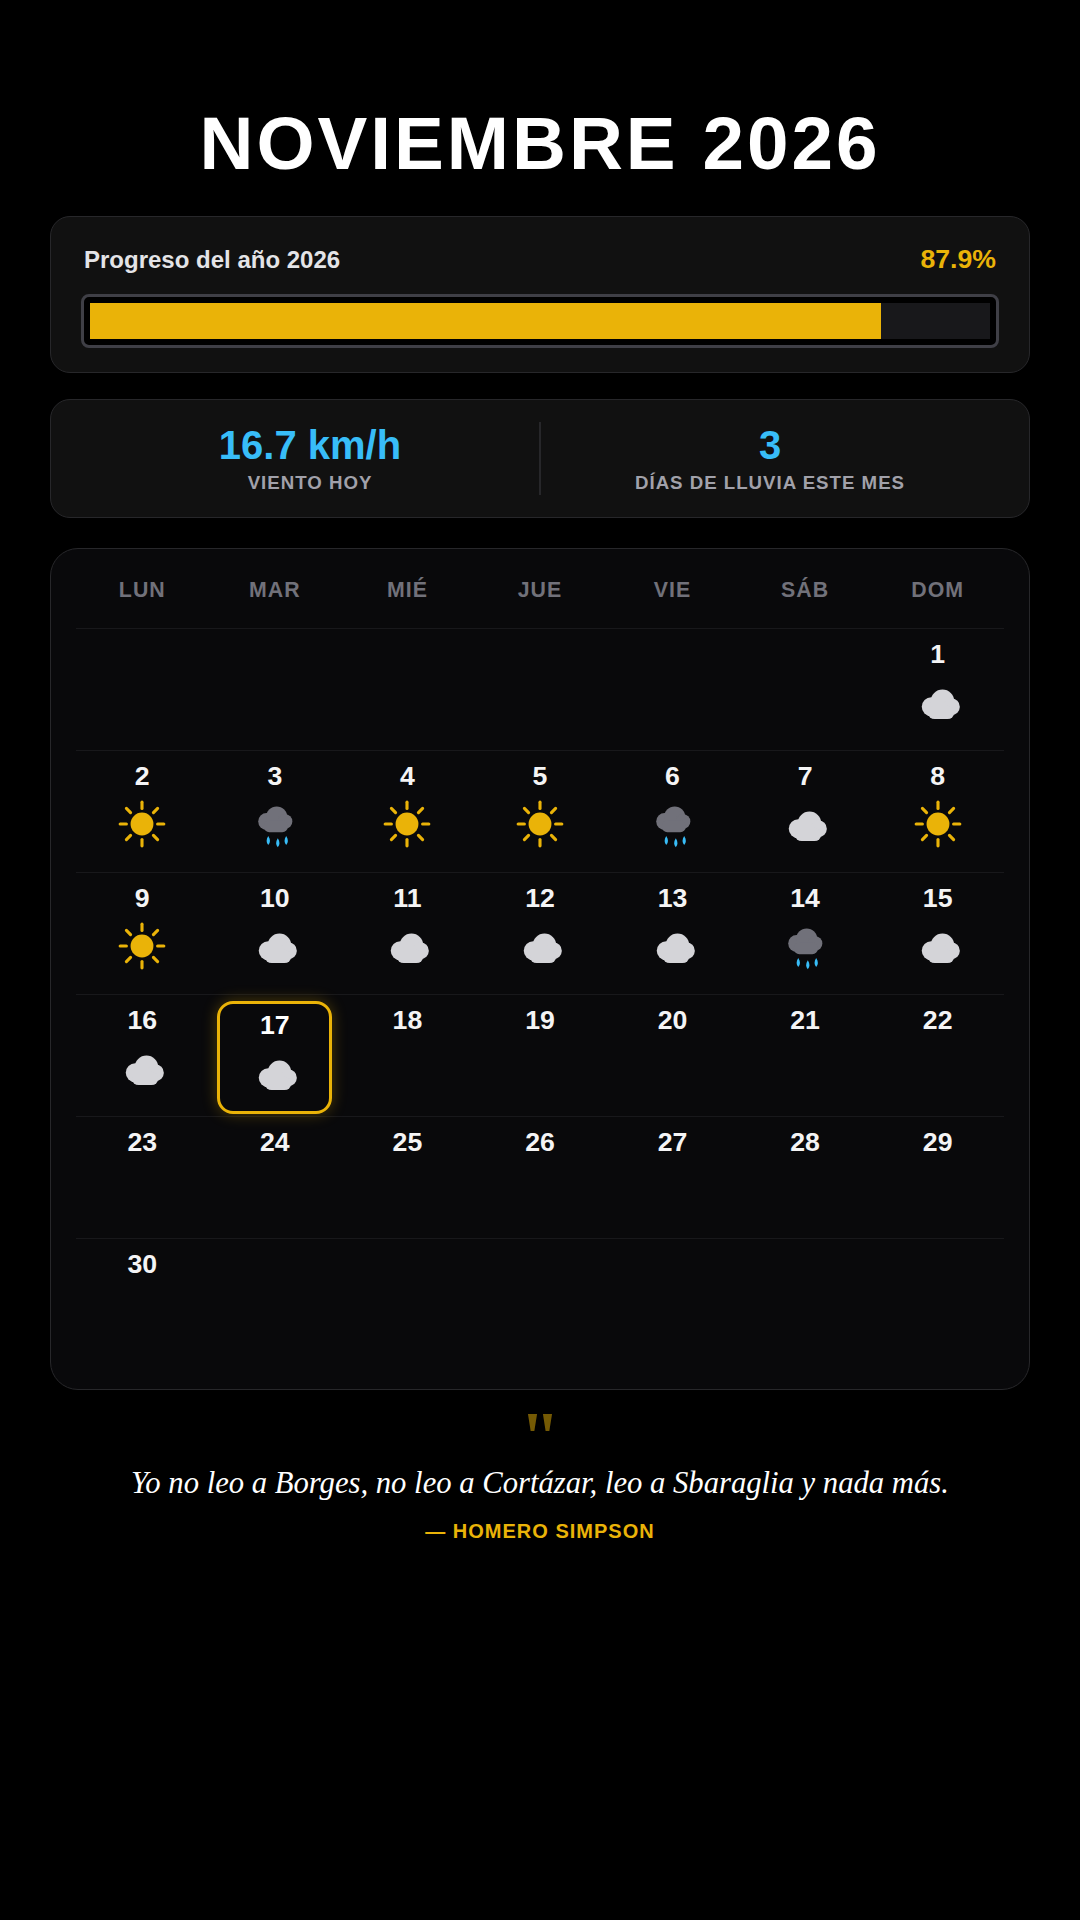 NOVIEMBRE 2026
Progreso del año 2026 87.9%
16.7 km/h 3
VIENTO HOY DÍAS DE LLUVIA ESTE MES
LUN MAR MIÉ JUE VIE SÁB DOM
1
2 3 4 5 6 7 8
9 10 11 12 13 14 15
16 17 18 19 20 21 22
23 24 25 26 27 28 29
30
"
Yo no leo a Borges, no leo a Cortázar, leo a Sbaraglia y nada más.
— HOMERO SIMPSON